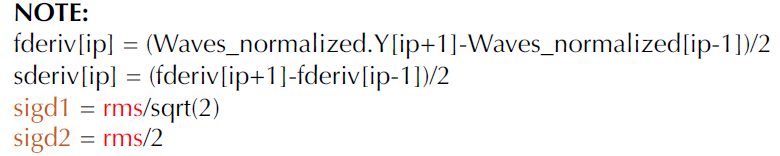 NOTE:
fderiv[ip] = (Waves_normalized.Y[ip+1]-Waves_normalized[ip-1])/2
sderiv[ip] = (fderiv[ip+1]-fderiv[ip-1])/2
sigd1 = rms/sqrt(2)
sigd2 = rms/2